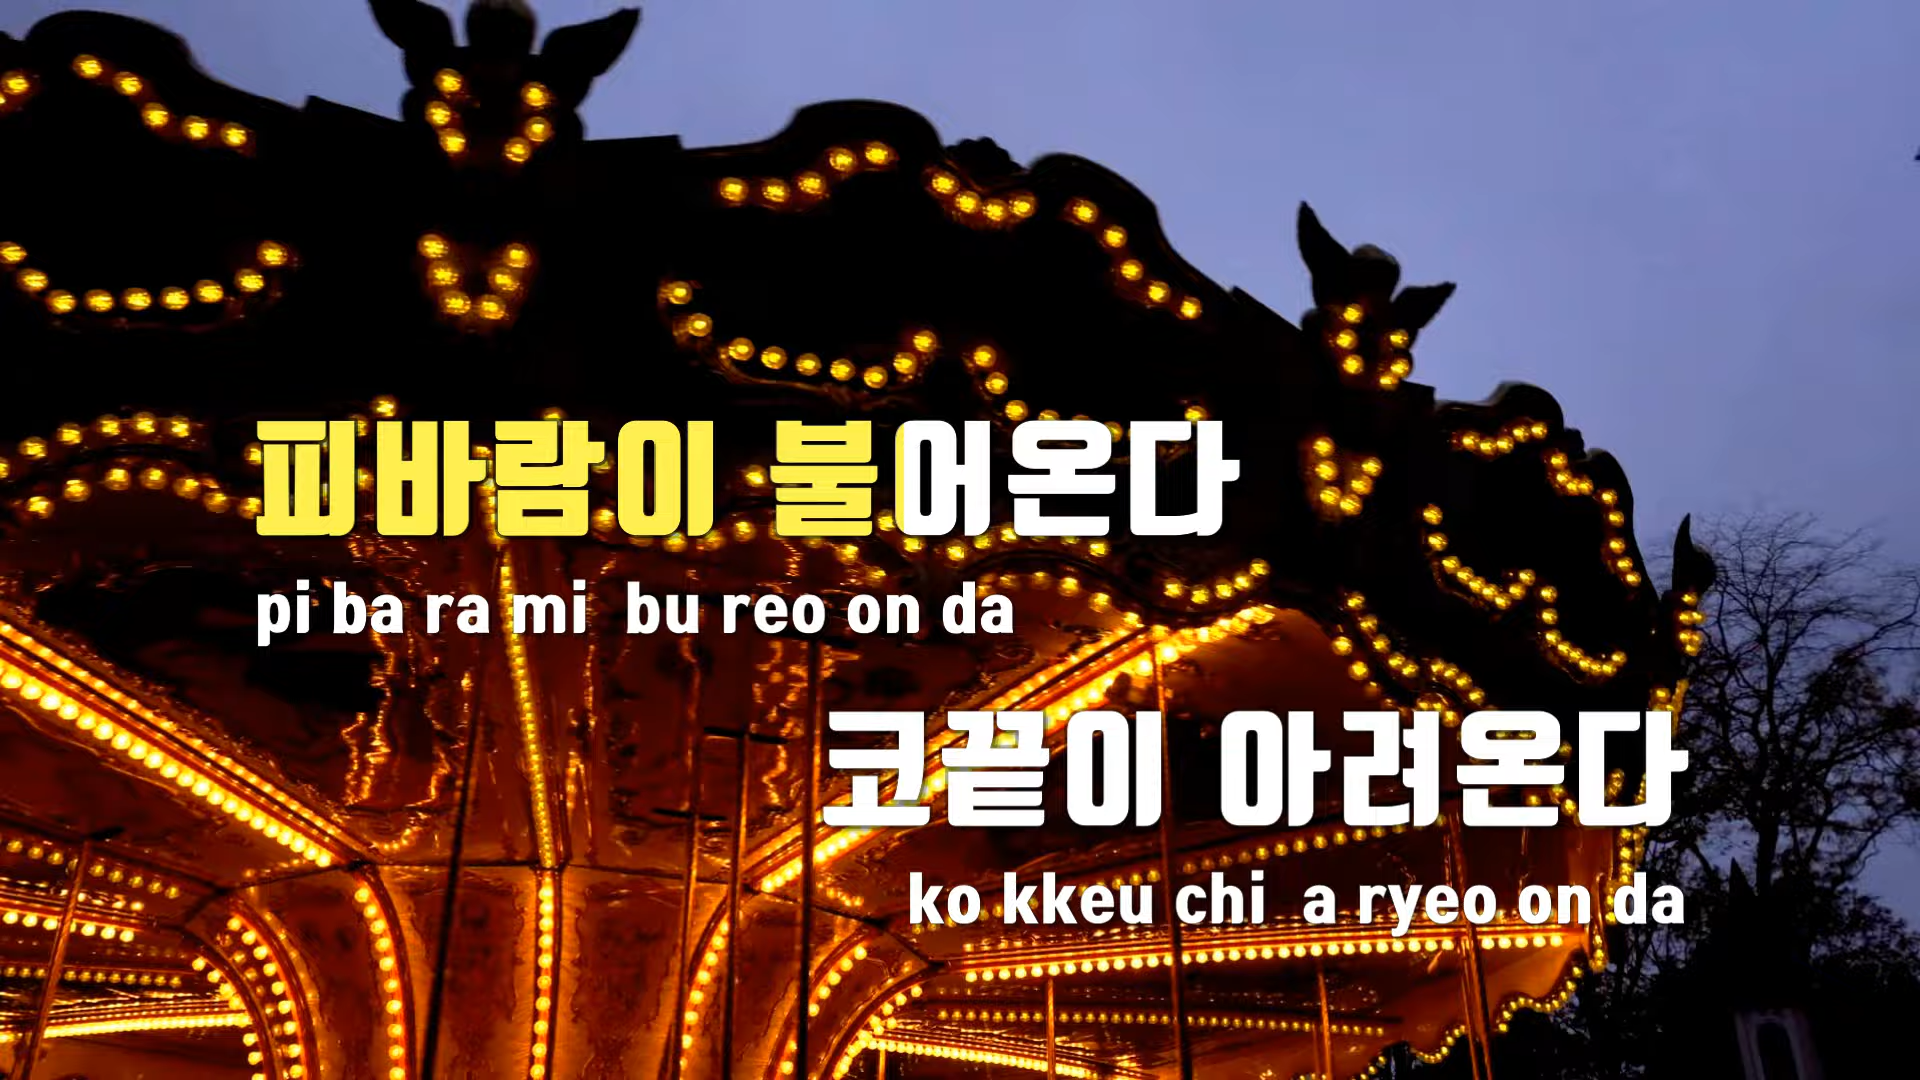 피바람이 불어온다
pi ba ra mi bu reo on da
코끝이 아려온다
ko kkeu chi a ryeo on da